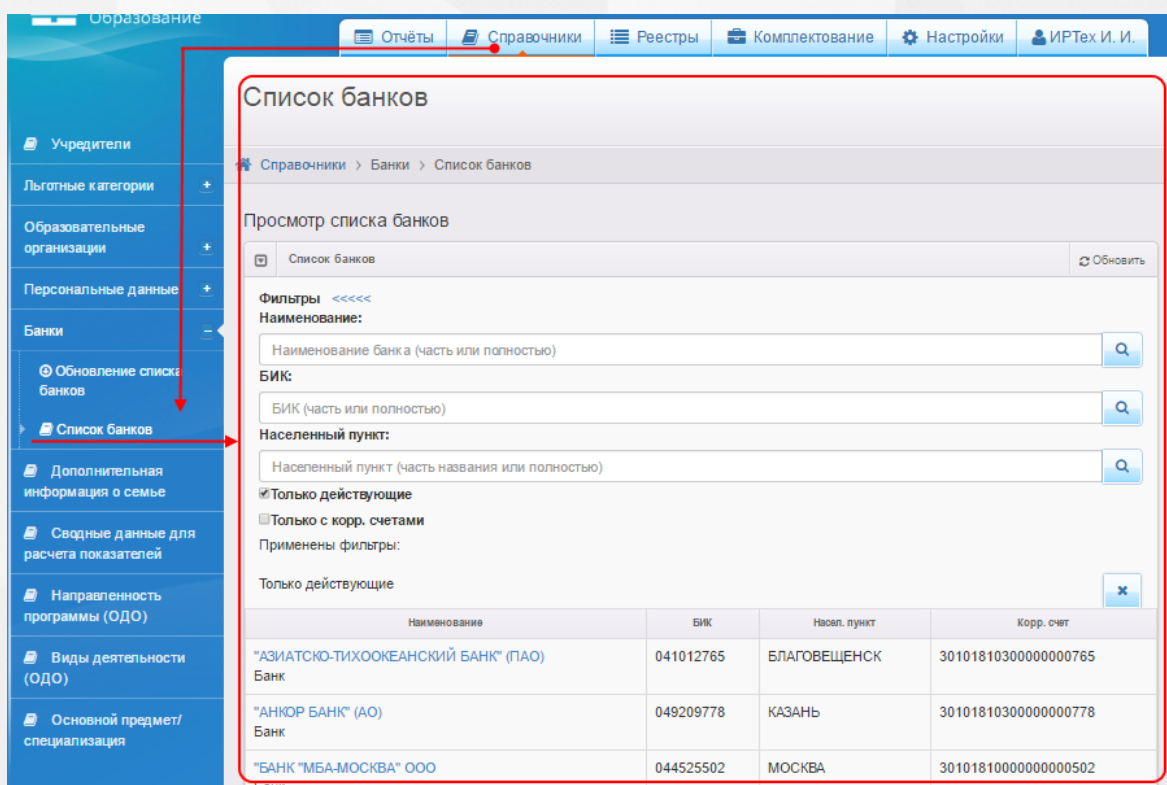 Образование
Отчёты
Справочники
Реестры
Комплектование
Настройки
ИРТех И. И.
Учредители
Льготные категории
Образовательные
организации
Персональные данные
Банки
Обновление списка
банков
Список банков
Дополнительная
информация о семье
Сводные данные для
расчета показателей
Направленность
программы (ОДО)
Виды деятельности
(ОДО)
Основной предмет/
специализация
Список банков
Справочники > Банки > Список банков
Просмотр списка банков
Список банков
Обновить
Фильтры <<<<<
Наименование:
Наименование банка (часть или полностью)
БИК:
БИК (часть или полностью)
Населенный пункт:
Населенный пункт (часть названия или полностью)
Только действующие
Только с корр. счетами
Применены фильтры:
Только действующие
Наименование БИК Насел. пункт Корр. счет
"АЗИАТСКО-ТИХООКЕАНСКИЙ БАНК" (ПАО) 041012765 БЛАГОВЕЩЕНСК 30101810300000000765
Банк
"АНКОР БАНК" (АО) 049209778 КАЗАНЬ 30101810300000000778
Банк
"БАНК "МБА-МОСКВА" ООО 044525502 МОСКВА 30101810000000000502